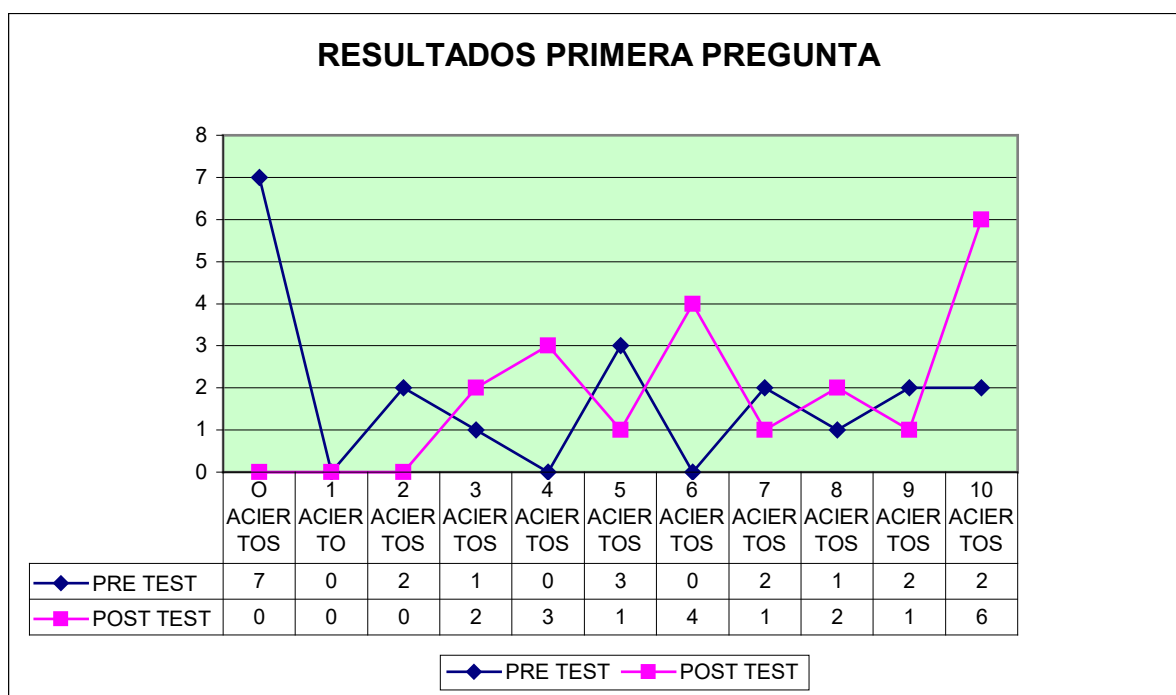 RESULTADOS PRIMERA PREGUNTA
8
7
6
5
4
3
2
1
0
O 1 2 3 4 5 6 7 8 9 10
ACIER ACIER ACIER ACIER ACIER ACIER ACIER ACIER ACIER ACIER ACIER
TOS TO TOS TOS TOS TOS TOS TOS TOS TOS TOS
PRE TEST 7 0 2 1 0 3 0 2 1 2 2
POST TEST 0 0 0 2 3 1 4 1 2 1 6
PRE TEST POST TEST